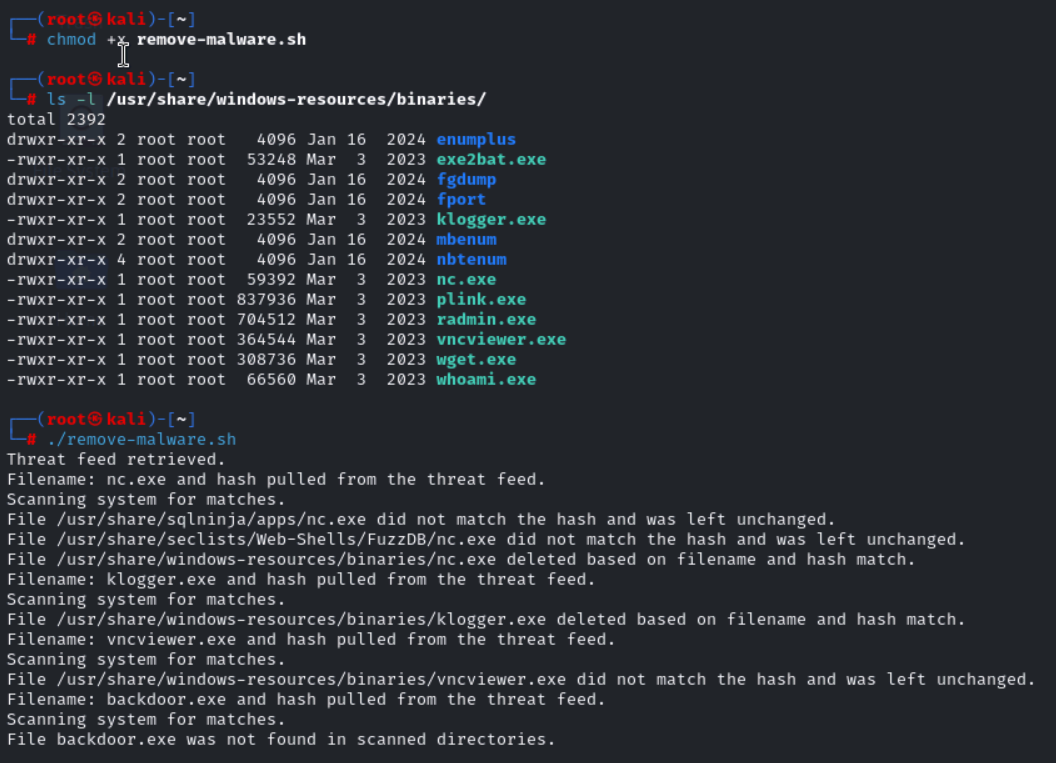 ┌──(root㉿kali)-[~]
└─# chmod +x remove-malware.sh
┌──(root㉿kali)-[~]
└─# ls -l /usr/share/windows-resources/binaries/
total 2392
drwxr-xr-x 2 root root   4096 Jan 16  2024 enumplus
-rwxr-xr-x 1 root root  53248 Mar  3  2023 exe2bat.exe
drwxr-xr-x 2 root root   4096 Jan 16  2024 fgdump
drwxr-xr-x 2 root root   4096 Jan 16  2024 fport
-rwxr-xr-x 1 root root  23552 Mar  3  2023 klogger.exe
drwxr-xr-x 2 root root   4096 Jan 16  2024 mbenum
drwxr-xr-x 4 root root   4096 Jan 16  2024 nbtenum
-rwxr-xr-x 1 root root  59392 Mar  3  2023 nc.exe
-rwxr-xr-x 1 root root 837936 Mar  3  2023 plink.exe
-rwxr-xr-x 1 root root 704512 Mar  3  2023 radmin.exe
-rwxr-xr-x 1 root root 364544 Mar  3  2023 vncviewer.exe
-rwxr-xr-x 1 root root 308736 Mar  3  2023 wget.exe
-rwxr-xr-x 1 root root  66560 Mar  3  2023 whoami.exe
┌──(root㉿kali)-[~]
└─# ./remove-malware.sh
Threat feed retrieved.
Filename: nc.exe and hash pulled from the threat feed.
Scanning system for matches.
File /usr/share/sqlninja/apps/nc.exe did not match the hash and was left unchanged.
File /usr/share/seclists/Web-Shells/FuzzDB/nc.exe did not match the hash and was left unchanged.
File /usr/share/windows-resources/binaries/nc.exe deleted based on filename and hash match.
Filename: klogger.exe and hash pulled from the threat feed.
Scanning system for matches.
File /usr/share/windows-resources/binaries/klogger.exe deleted based on filename and hash match.
Filename: vncviewer.exe and hash pulled from the threat feed.
Scanning system for matches.
File /usr/share/windows-resources/binaries/vncviewer.exe did not match the hash and was left unchanged.
Filename: backdoor.exe and hash pulled from the threat feed.
Scanning system for matches.
File backdoor.exe was not found in scanned directories.